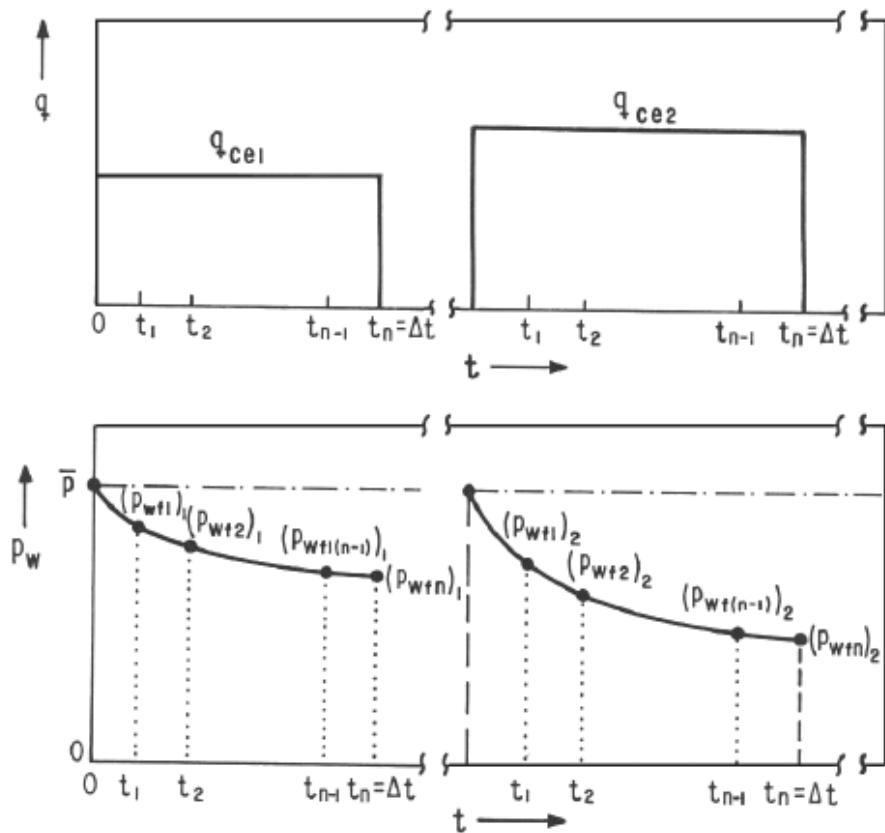 q
q_ce1
q_ce2
0 t_1 t_2 t_n-1 t_n=Δt t_1 t_2 t_n-1 t_n=Δt
t
p̄
p_w
(p_wf1)_1 (p_wf2)_1 (p_wf1(n-1))_1 (p_wfn)_1
(p_wf1)_2 (p_wf2)_2 (p_wf(n-1))_2 (p_wfn)_2
0
0 t_1 t_2 t_n-1 t_n=Δt t_1 t_2 t_n-1 t_n=Δt
t